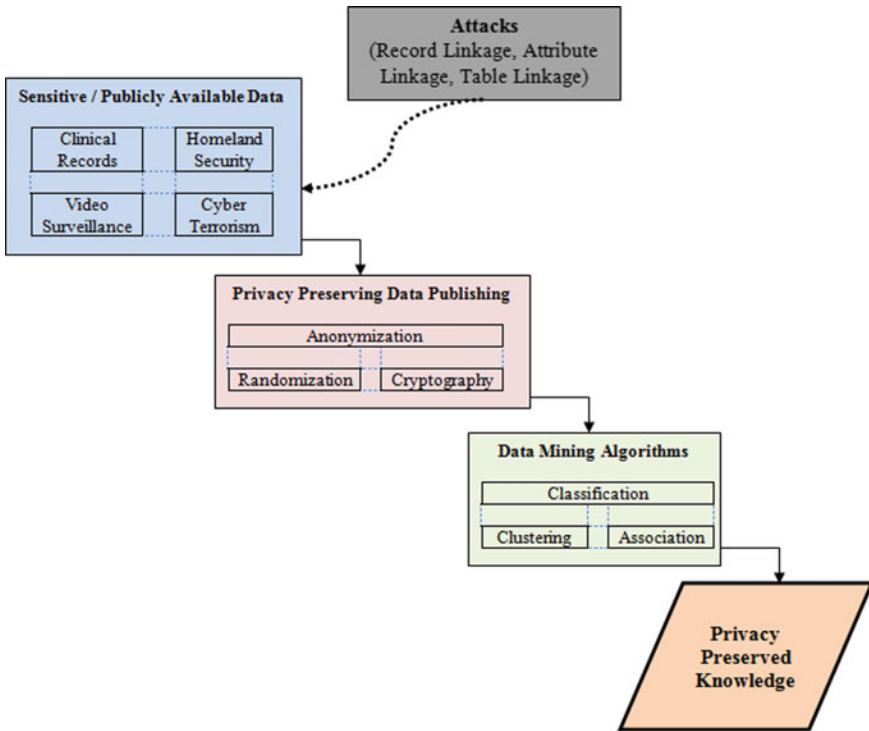 Attacks
(Record Linkage, Attribute
Linkage, Table Linkage)
Sensitive / Publicly Available Data
Clinical
Records
Homeland
Security
Video
Surveillance
Cyber
Terrorism
Privacy Preserving Data Publishing
Anonymization
Randomization
Cryptography
Data Mining Algorithms
Classification
Clustering
Association
Privacy
Preserved
Knowledge